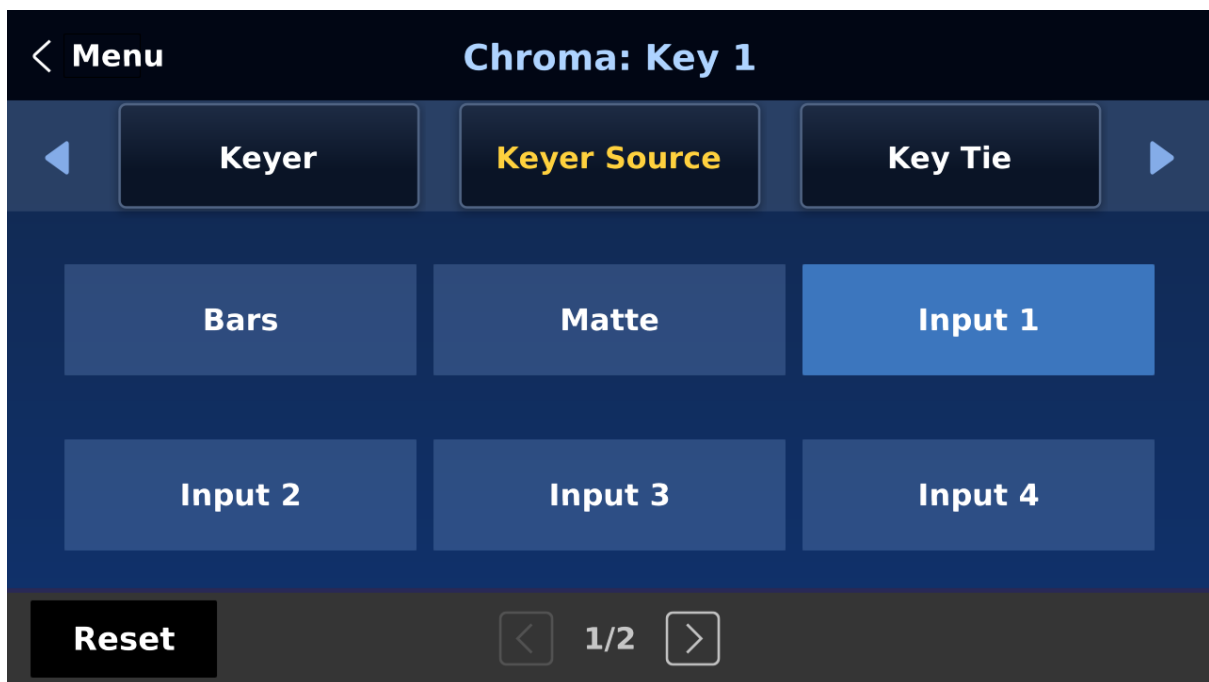 Menu
Chroma: Key 1
Keyer
Keyer Source
Key Tie
Bars
Matte
Input 1
Input 2
Input 3
Input 4
Reset
1/2